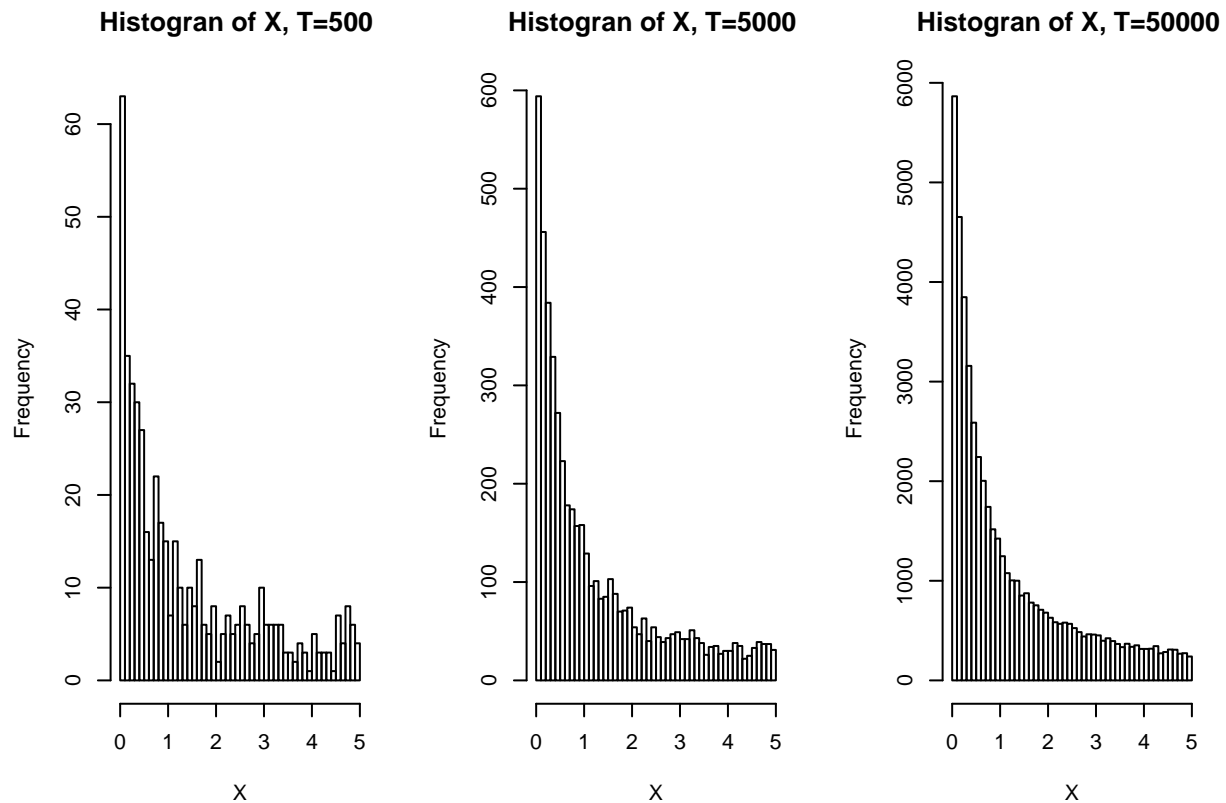 Histogran of X, T=500
Frequency
0
10
20
30
40
50
60
0 1 2 3 4 5
X
Histogran of X, T=5000
Frequency
0
100
200
300
400
500
600
0 1 2 3 4 5
X
Histogran of X, T=50000
Frequency
0
1000
2000
3000
4000
5000
6000
0 1 2 3 4 5
X